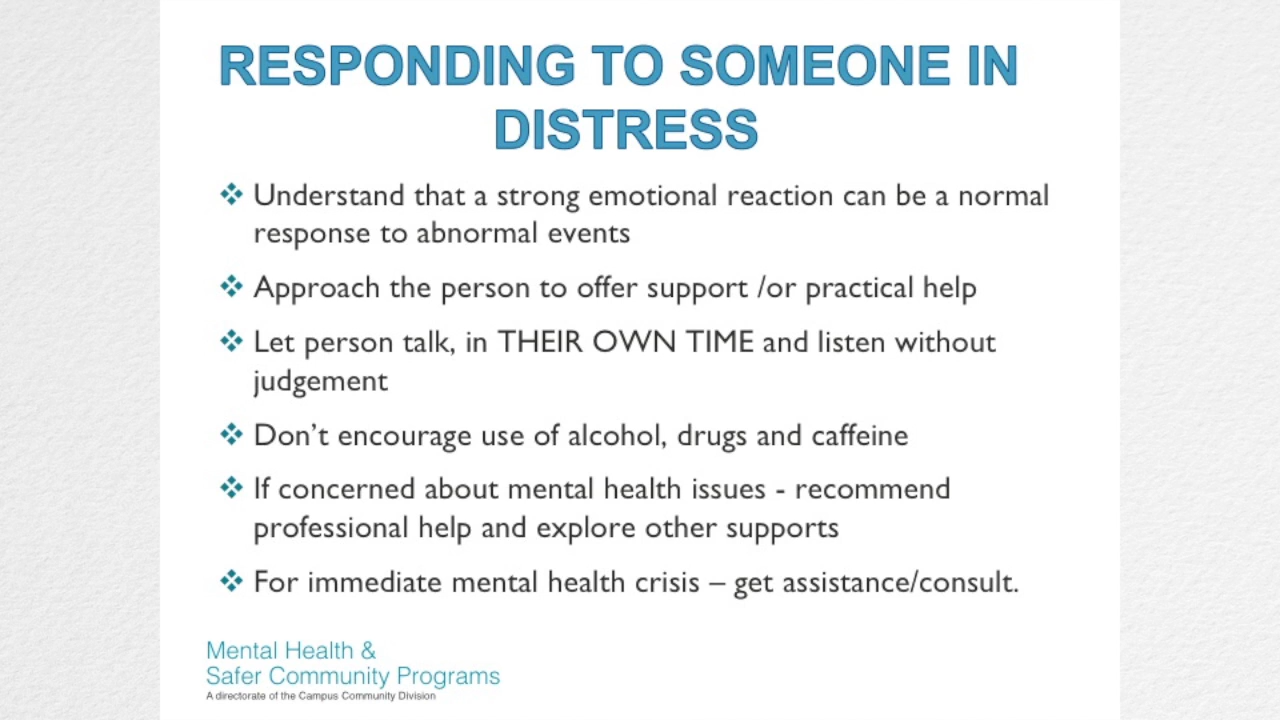 RESPONDING TO SOMEONE IN
DISTRESS
❖ Understand that a strong emotional reaction can be a normal
response to abnormal events
❖ Approach the person to offer support /or practical help
❖ Let person talk, in THEIR OWN TIME and listen without
judgement
❖ Don’t encourage use of alcohol, drugs and caffeine
❖ If concerned about mental health issues - recommend
professional help and explore other supports
❖ For immediate mental health crisis – get assistance/consult.
Mental Health &
Safer Community Programs
A directorate of the Campus Community Division